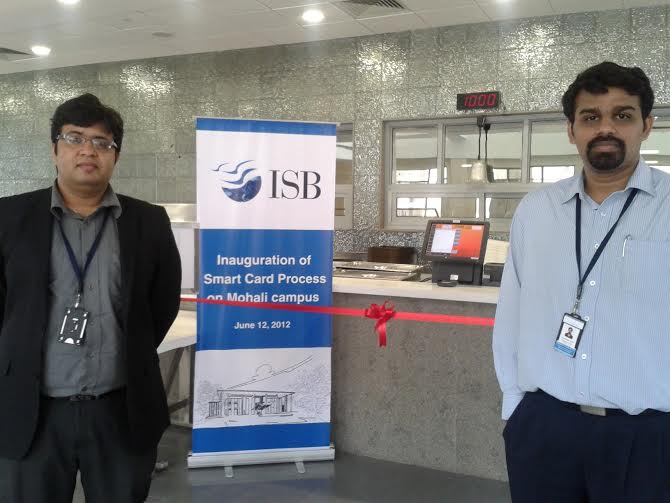 10:00
ISB
Inauguration of
Smart Card Process
on Mohali campus
June 12, 2012